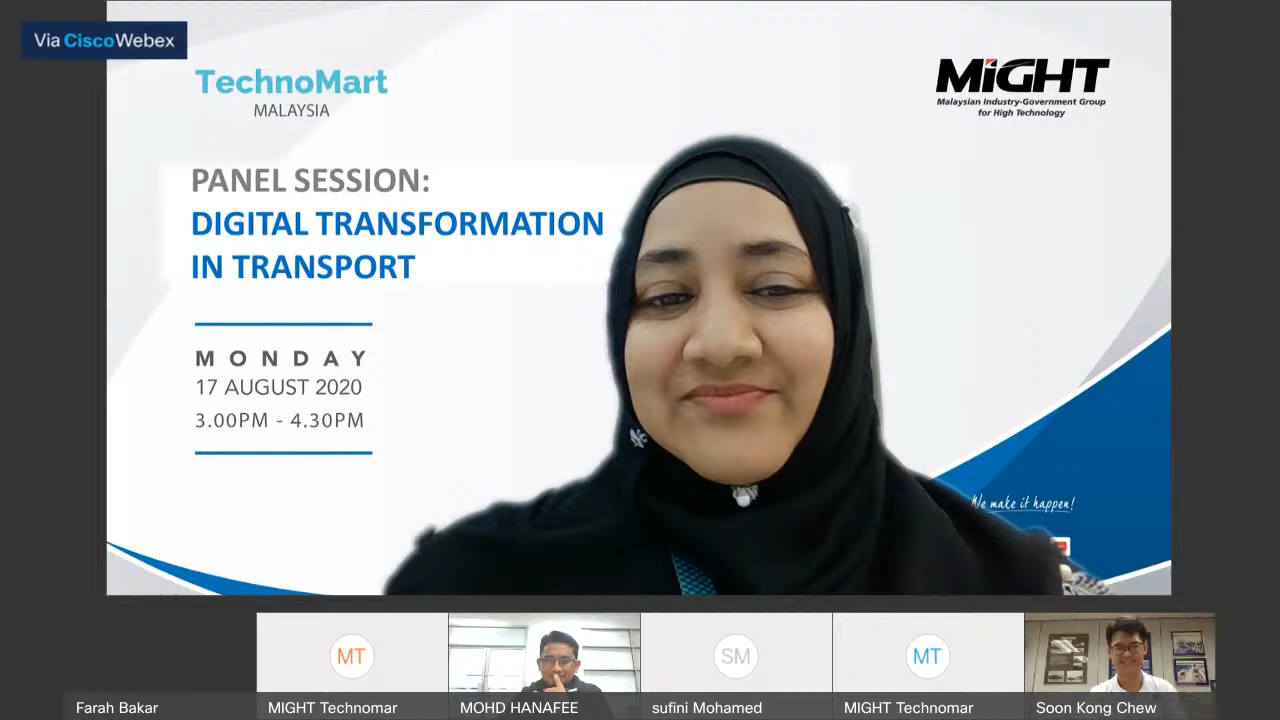 Via Cisco Webex
TechnoMart
MALAYSIA
MiGHT
Malaysian Industry-Government Group
for High Technology
PANEL SESSION:
DIGITAL TRANSFORMATION
IN TRANSPORT
MONDAY
17 AUGUST 2020
3.00PM - 4.30PM
We make it happen!
MT
SM
MT
Farah Bakar
MIGHT Technomar
MOHD HANAFEE
sufini Mohamed
MIGHT Technomar
Soon Kong Chew